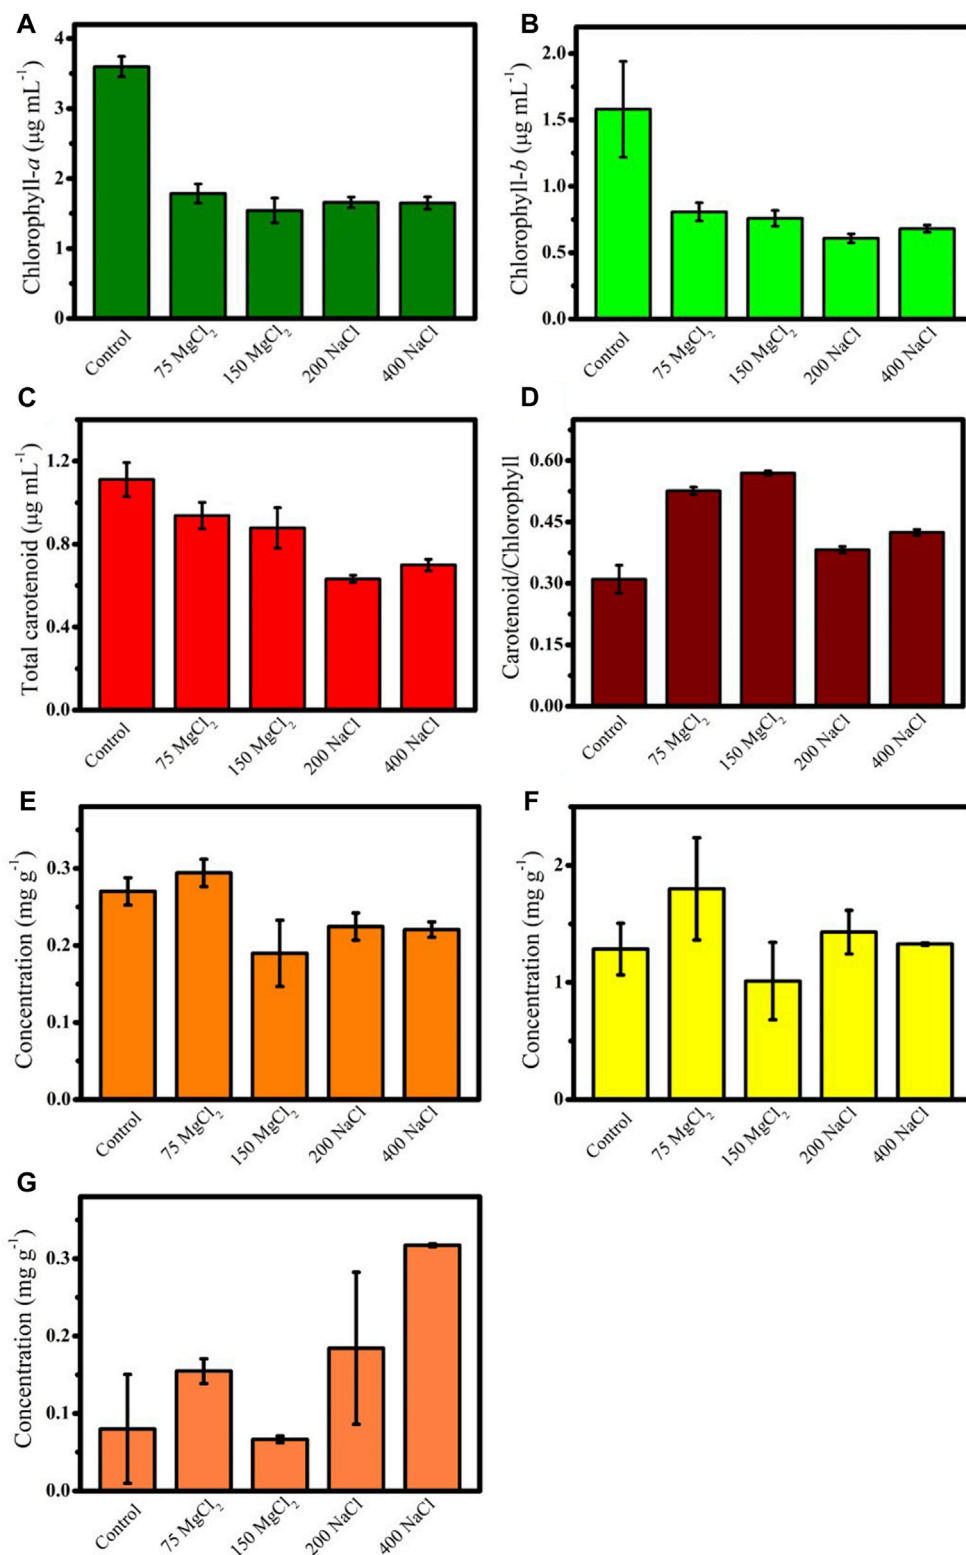 A
Chlorophyll-a (μg mL⁻¹)
4
3
2
1
0
Control
75 MgCl₂
150 MgCl₂
200 NaCl
400 NaCl
B
Chlorophyll-b (μg mL⁻¹)
2.0
1.5
1.0
0.5
0.0
Control
75 MgCl₂
150 MgCl₂
200 NaCl
400 NaCl
C
Total carotenoid (μg mL⁻¹)
1.2
0.8
0.4
0.0
Control
75 MgCl₂
150 MgCl₂
200 NaCl
400 NaCl
D
Carotenoid/Chlorophyll
0.60
0.45
0.30
0.15
0.00
Control
75 MgCl₂
150 MgCl₂
200 NaCl
400 NaCl
E
Concentration (mg g⁻¹)
0.3
0.2
0.1
0.0
Control
75 MgCl₂
150 MgCl₂
200 NaCl
400 NaCl
F
Concentration (mg g⁻¹)
2
1
0
Control
75 MgCl₂
150 MgCl₂
200 NaCl
400 NaCl
G
Concentration (mg g⁻¹)
0.3
0.2
0.1
0.0
Control
75 MgCl₂
150 MgCl₂
200 NaCl
400 NaCl